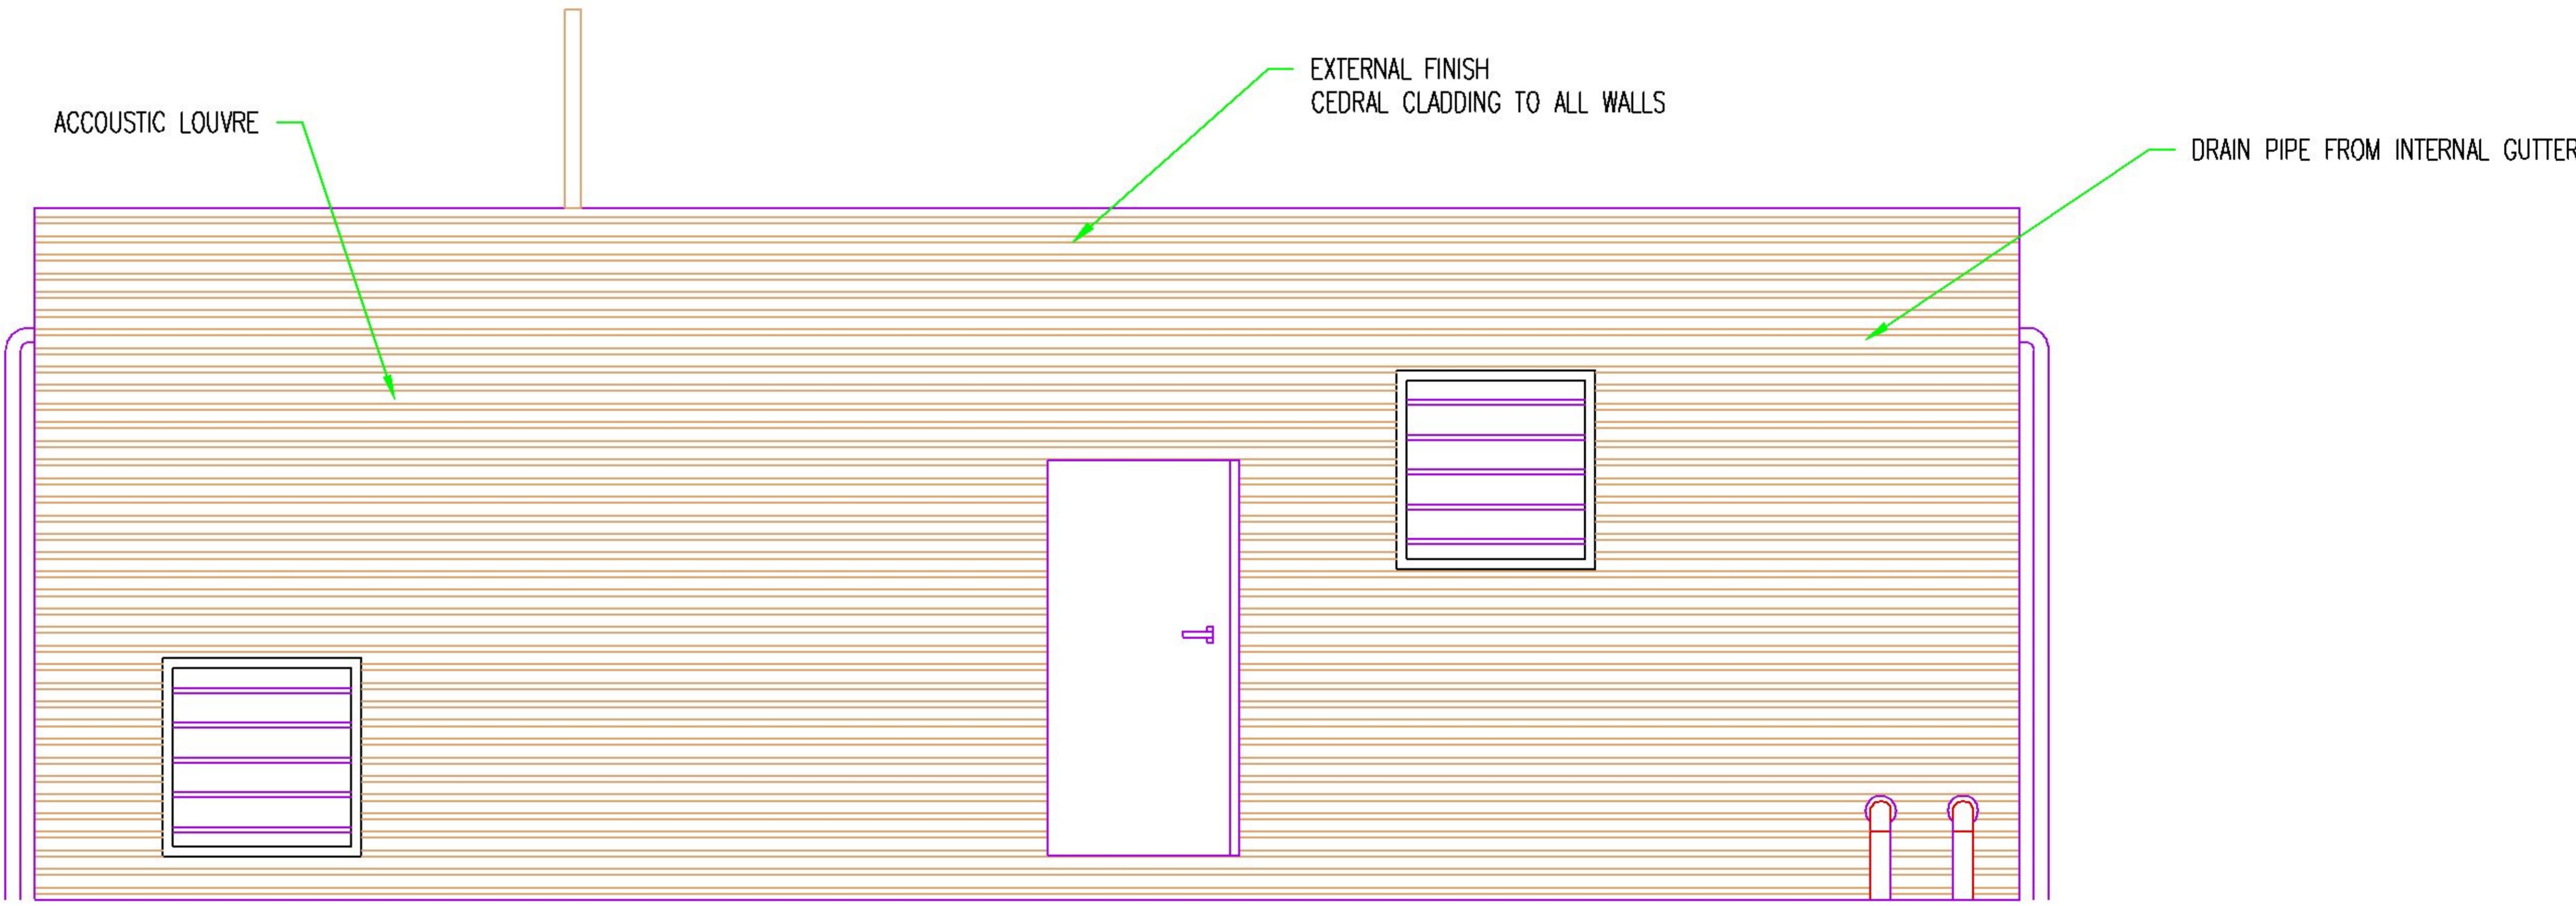 ACCOUSTIC LOUVRE
EXTERNAL FINISH
CEDRAL CLADDING TO ALL WALLS
DRAIN PIPE FROM INTERNAL GUTTER